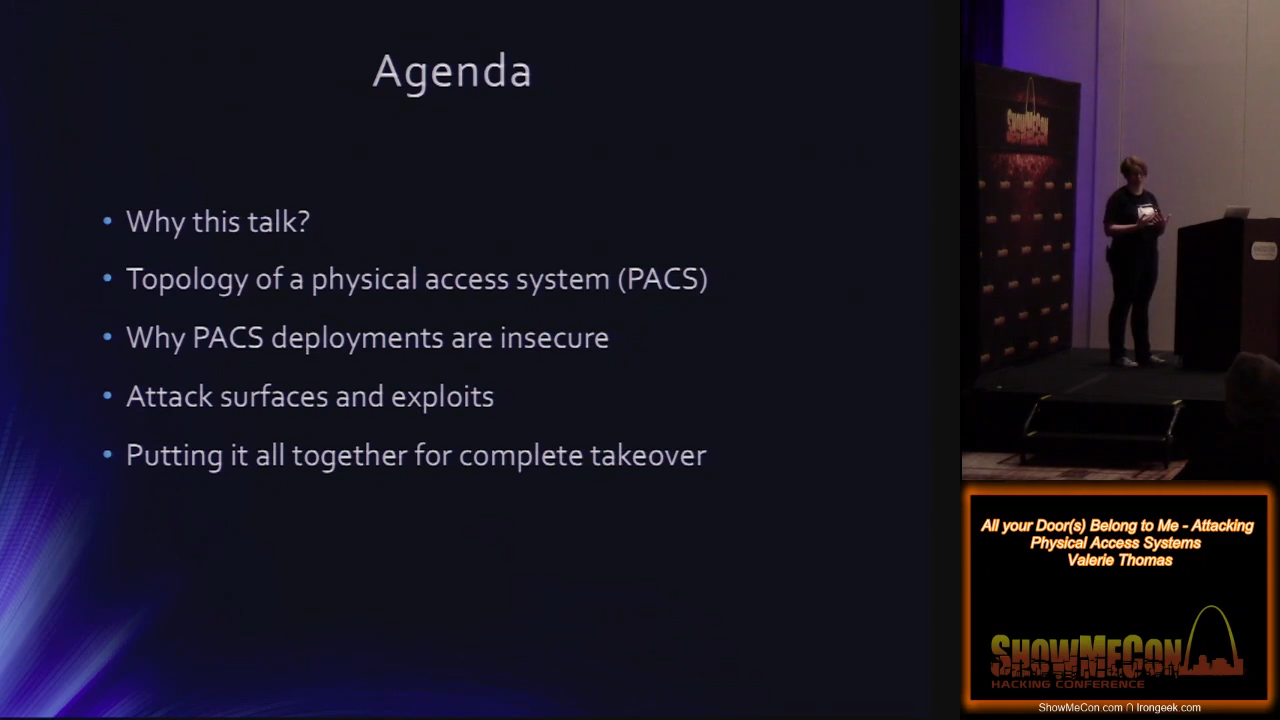 Agenda
• Why this talk?
• Topology of a physical access system (PACS)
• Why PACS deployments are insecure
• Attack surfaces and exploits
• Putting it all together for complete takeover
SHOWMECON
All your Door(s) Belong to Me - Attacking
Physical Access Systems
Valerie Thomas
SHOWMECON
HACKING CONFERENCE
ShowMeCon.com ∩ Irongeek.com